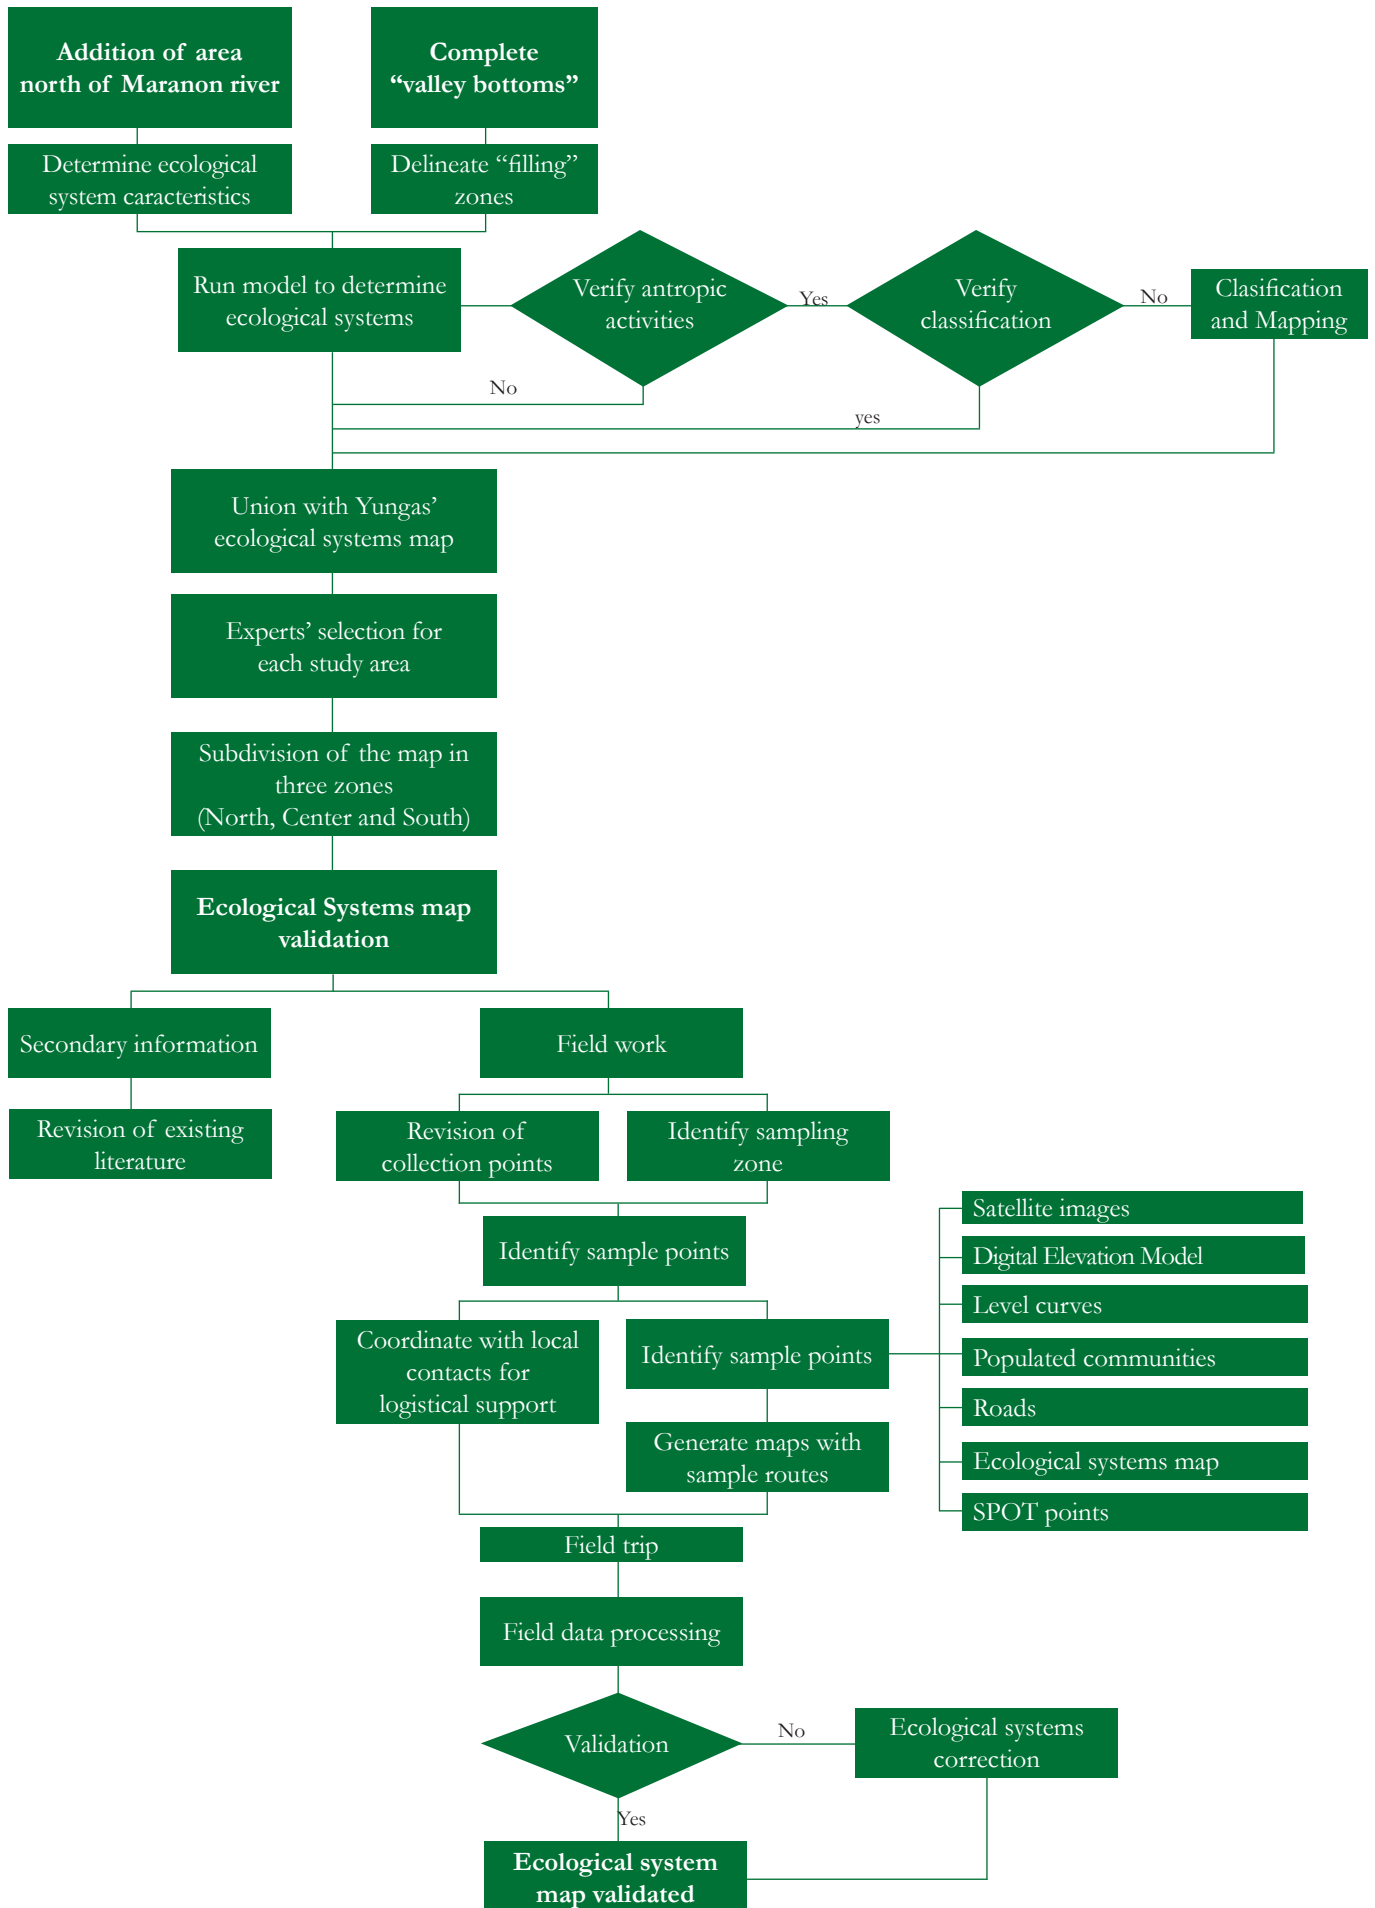 Addition of area
north of Maranon river
Complete
“valley bottoms”
Determine ecological
system caracteristics
Delineate “filling”
zones
Run model to determine
ecological systems
Verify antropic
activities
Yes
Verify
classification
No
Clasification
and Mapping
No
yes
Union with Yungas’
ecological systems map
Experts’ selection for
each study area
Subdivision of the map in
three zones
(North, Center and South)
Ecological Systems map
validation
Secondary information
Field work
Revision of existing
literature
Revision of
collection points
Identify sampling
zone
Identify sample points
Coordinate with local
contacts for
logistical support
Identify sample points
Satellite images
Digital Elevation Model
Level curves
Populated communities
Roads
Ecological systems map
SPOT points
Generate maps with
sample routes
Field trip
Field data processing
Validation
No
Ecological systems
correction
Yes
Ecological system
map validated